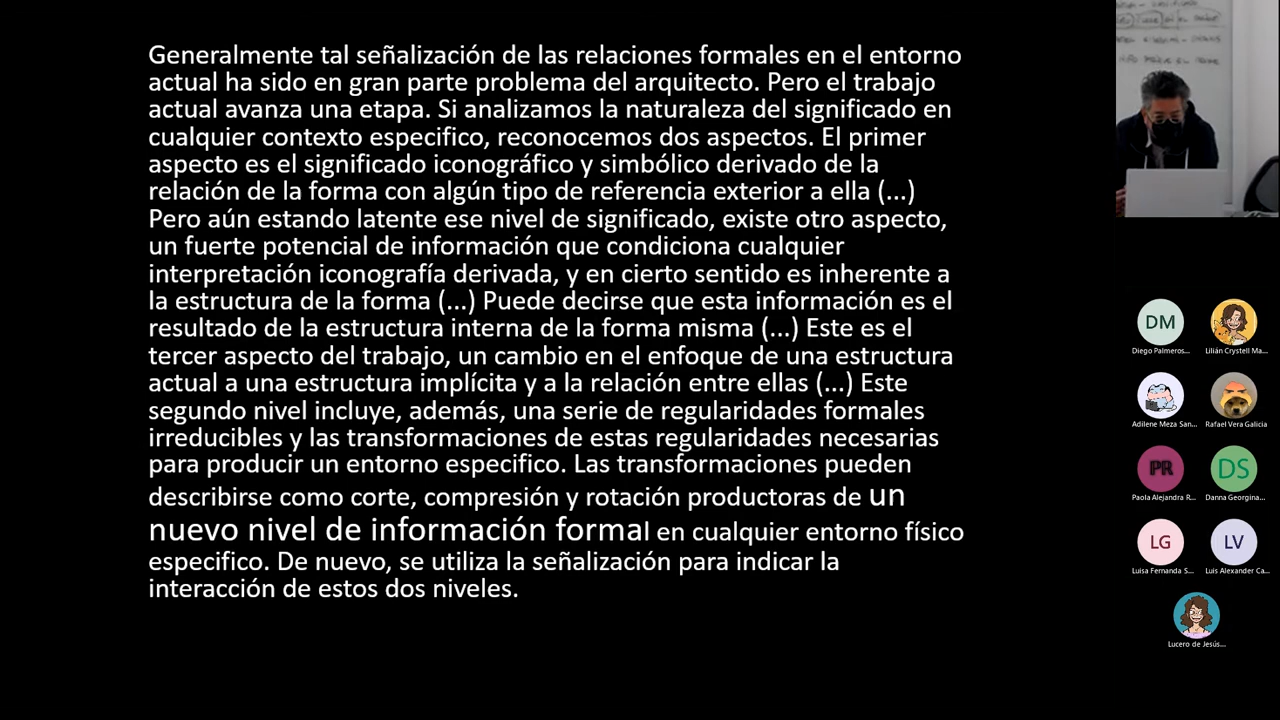 Generalmente tal señalización de las relaciones formales en el entorno
actual ha sido en gran parte problema del arquitecto. Pero el trabajo
actual avanza una etapa. Si analizamos la naturaleza del significado en
cualquier contexto especifico, reconocemos dos aspectos. El primer
aspecto es el significado iconográfico y simbólico derivado de la
relación de la forma con algún tipo de referencia exterior a ella (...)
Pero aún estando latente ese nivel de significado, existe otro aspecto,
un fuerte potencial de información que condiciona cualquier
interpretación iconografía derivada, y en cierto sentido es inherente a
la estructura de la forma (...) Puede decirse que esta información es el
resultado de la estructura interna de la forma misma (...) Este es el
tercer aspecto del trabajo, un cambio en el enfoque de una estructura
actual a una estructura implícita y a la relación entre ellas (...) Este
segundo nivel incluye, además, una serie de regularidades formales
irreducibles y las transformaciones de estas regularidades necesarias
para producir un entorno especifico. Las transformaciones pueden
describirse como corte, compresión y rotación productoras de un
nuevo nivel de información formal en cualquier entorno físico
especifico. De nuevo, se utiliza la señalización para indicar la
interacción de estos dos niveles.
DM
Diego Palmeros...
Lilián Crystell Ma...
Adilene Meza San...
Rafael Vera Galicia
PR
DS
Paola Alejandra R...
Danna Georgina...
LG
LV
Luisa Fernanda S...
Luis Alexander Ca...
Lucero de Jesús...